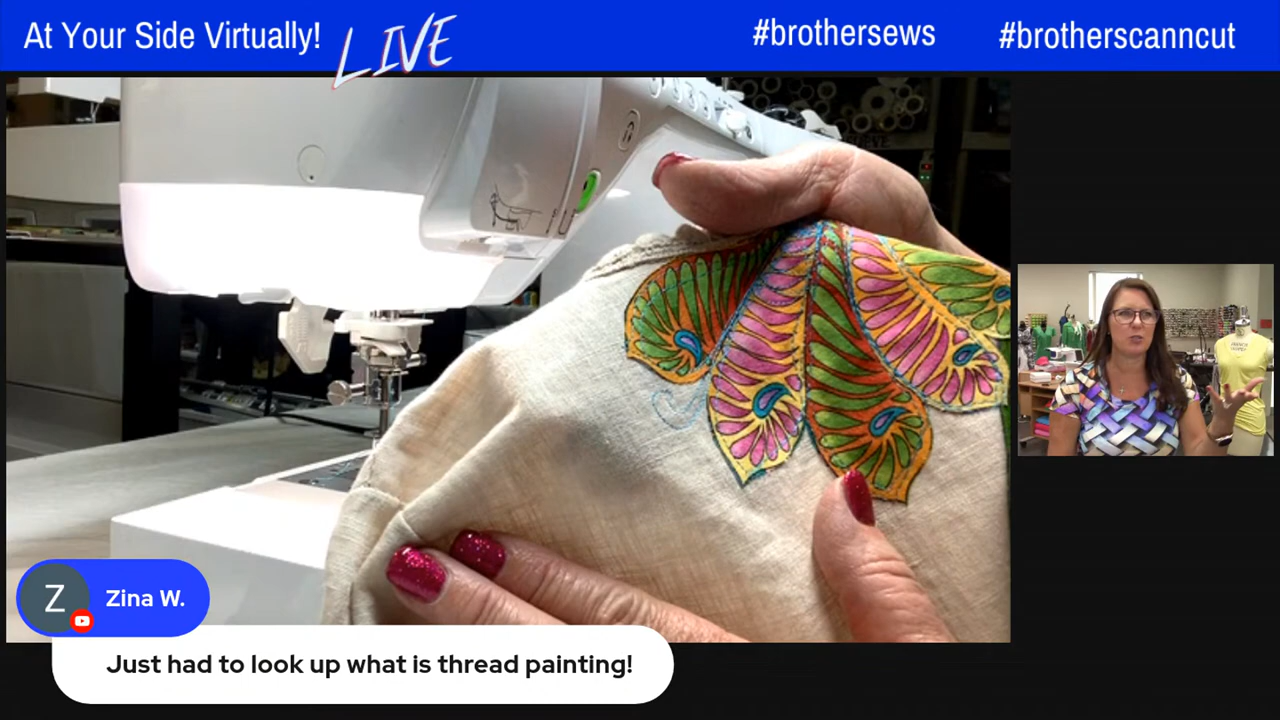 At Your Side Virtually! LIVE
#brothersews
#brotherscanncut
Z
Zina W.
Just had to look up what is thread painting!